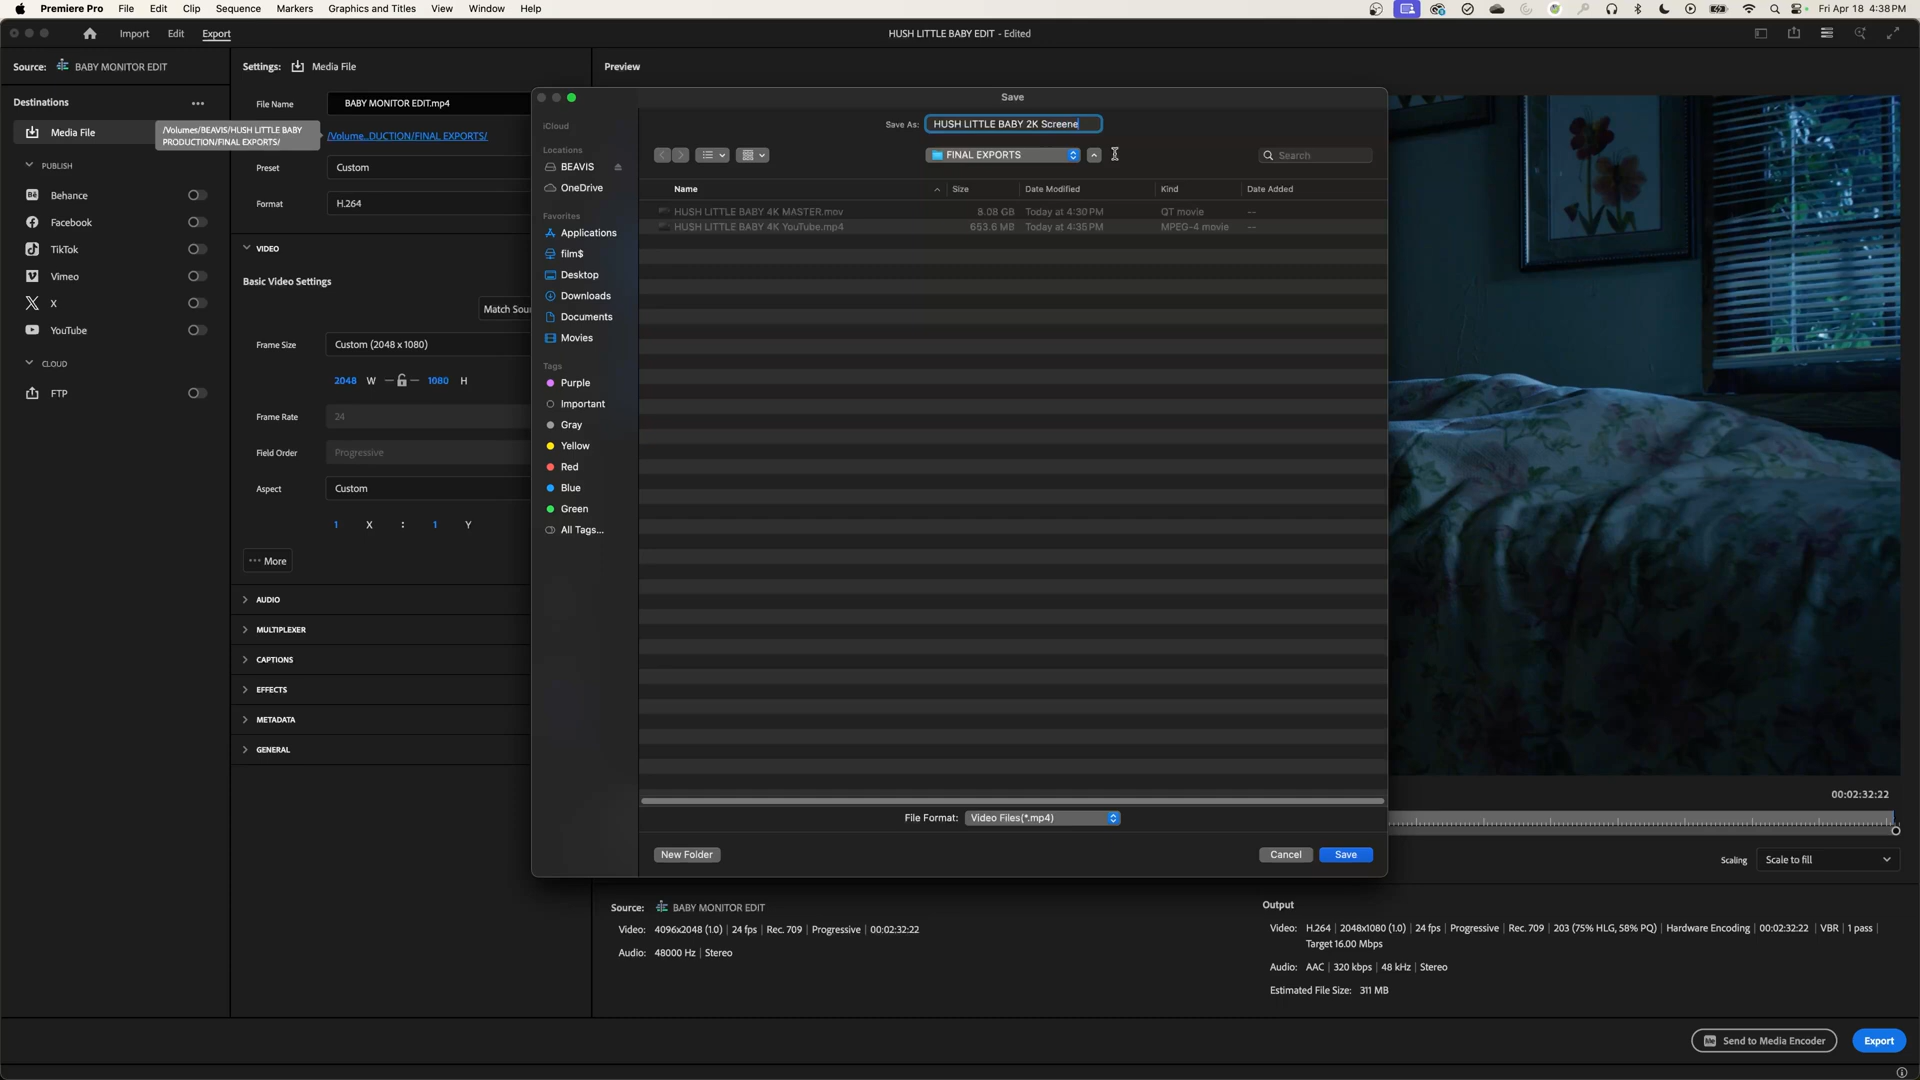 Premiere Pro File Edit Clip Sequence Markers Graphics and Titles View Window Help Fri Apr 18 4:38 PM
Import Edit Export HUSH LITTLE BABY EDIT - Edited
Source: BABY MONITOR EDIT
Settings: Media File
Preview
Destinations
Media File
/Volumes/BEAVIS/HUSH LITTLE BABY
PRODUCTION/FINAL EXPORTS/
PUBLISH
Behance
Facebook
TikTok
Vimeo
X
YouTube
CLOUD
FTP
File Name BABY MONITOR EDIT.mp4
/Volume...DUCTION/FINAL EXPORTS/
Preset Custom
Format H.264
VIDEO
Basic Video Settings
Match Sou
Frame Size Custom (2048 x 1080)
2048 W 1080 H
Frame Rate 24
Field Order Progressive
Aspect Custom
1 X : 1 Y
More
AUDIO
MULTIPLEXER
CAPTIONS
EFFECTS
METADATA
GENERAL
Save
Save As: HUSH LITTLE BABY 2K Screene
FINAL EXPORTS
Search
iCloud
Locations
BEAVIS
OneDrive
Favorites
Applications
film$
Desktop
Downloads
Documents
Movies
Tags
Purple
Important
Gray
Yellow
Red
Blue
Green
All Tags...
Name Size Date Modified Kind Date Added
HUSH LITTLE BABY 4K MASTER.mov 8.08 GB Today at 4:30 PM QT movie --
HUSH LITTLE BABY 4K YouTube.mp4 653.6 MB Today at 4:35 PM MPEG-4 movie --
File Format: Video Files(*.mp4)
New Folder Cancel Save
00:02:32:22
Scaling Scale to fill
Source: BABY MONITOR EDIT
Video: 4096x2048 (1.0) | 24 fps | Rec. 709 | Progressive | 00:02:32:22
Audio: 48000 Hz | Stereo
Output
Video: H.264 | 2048x1080 (1.0) | 24 fps | Progressive | Rec. 709 | 203 (75% HLG, 58% PQ) | Hardware Encoding | 00:02:32:22 | VBR | 1 pass |
Target 16.00 Mbps
Audio: AAC | 320 kbps | 48 kHz | Stereo
Estimated File Size: 311 MB
Send to Media Encoder Export